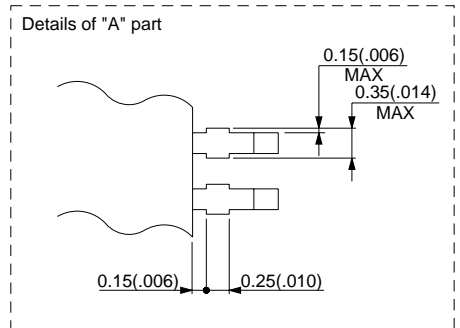 Details of "A" part
0.15(.006)
MAX
0.35(.014)
MAX
0.15(.006)
0.25(.010)